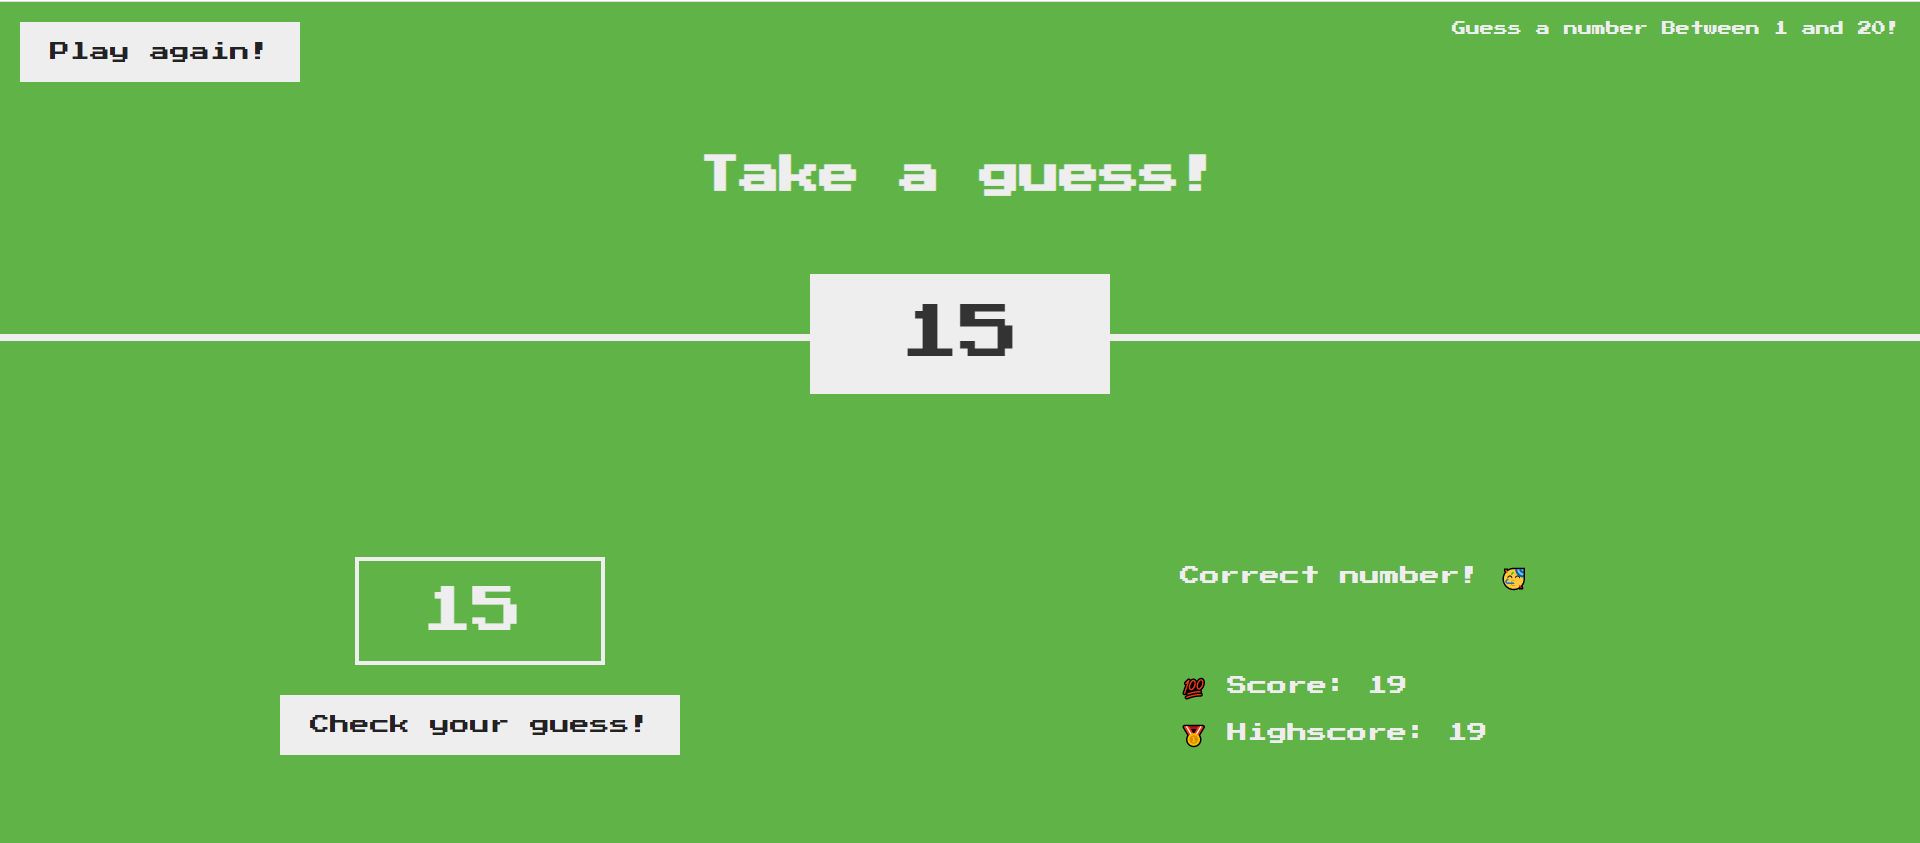 Play again!
Guess a number Between 1 and 20!
Take a guess!
15
15
Check your guess!
Correct number! 🥳
💯 Score: 19
🥇 Highscore: 19